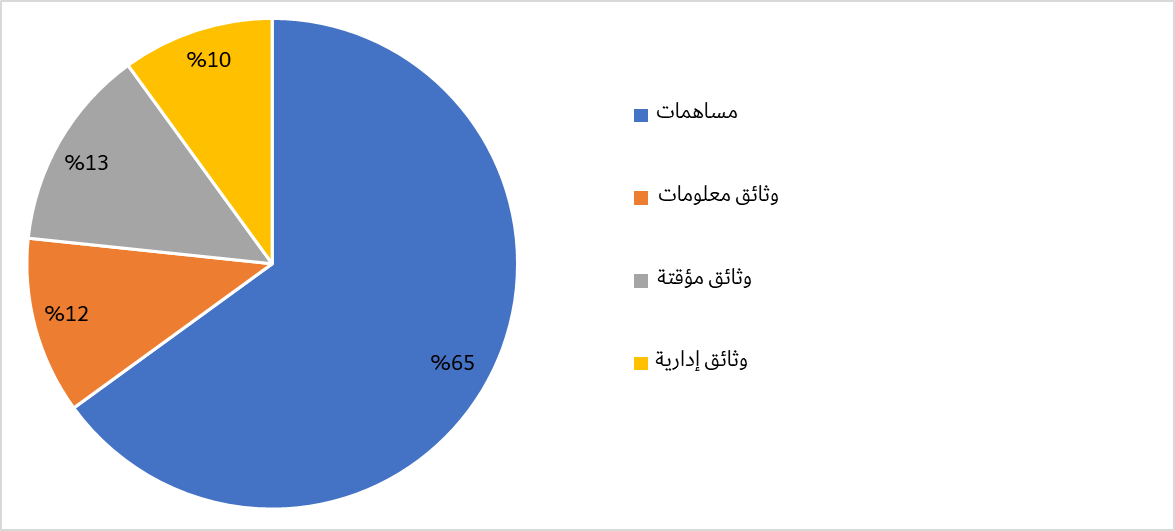 %10
%13
%12
%65
مساهمات
وثائق معلومات
وثائق مؤقتة
وثائق إدارية